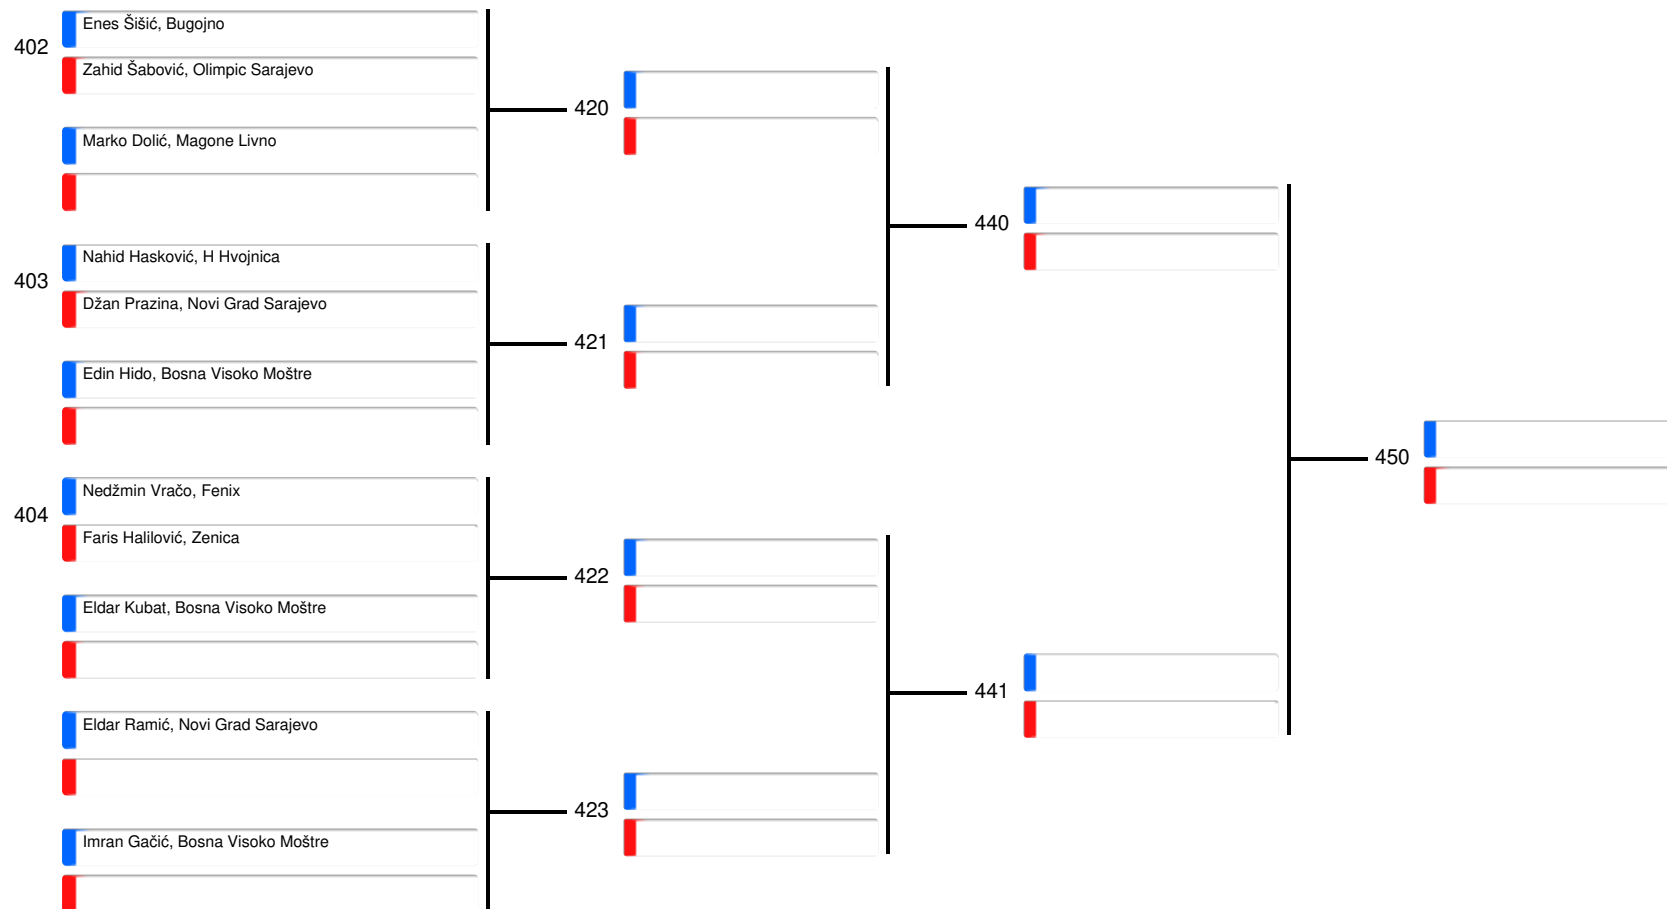 402
Enes Šišić, Bugojno
Zahid Šabović, Olimpic Sarajevo
Marko Dolić, Magone Livno
403
Nahid Hasković, H Hvojnica
Džan Prazina, Novi Grad Sarajevo
Edin Hido, Bosna Visoko Moštre
404
Nedžmin Vračo, Fenix
Faris Halilović, Zenica
Eldar Kubat, Bosna Visoko Moštre
Eldar Ramić, Novi Grad Sarajevo
Imran Gačić, Bosna Visoko Moštre
420
421
422
423
440
441
450